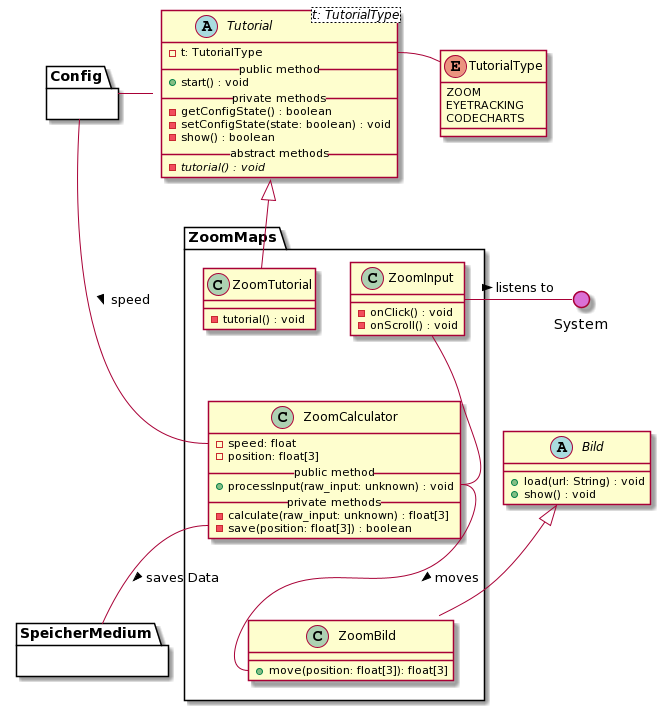 t: TutorialType
A Tutorial
t: TutorialType
public method
start() : void
private methods
getConfigState() : boolean
setConfigState(state: boolean) : void
show() : boolean
abstract methods
tutorial() : void
E TutorialType
ZOOM
EYETRACKING
CODECHARTS
Config
ZoomMaps
C ZoomTutorial
tutorial() : void
C ZoomInput
onClick() : void
onScroll() : void
listens to
System
speed
C ZoomCalculator
speed: float
position: float[3]
public method
processInput(raw_input: unknown) : void
private methods
calculate(raw_input: unknown) : float[3]
save(position: float[3]) : boolean
A Bild
load(url: String) : void
show() : void
saves Data
moves
SpeicherMedium
C ZoomBild
move(position: float[3]): float[3]